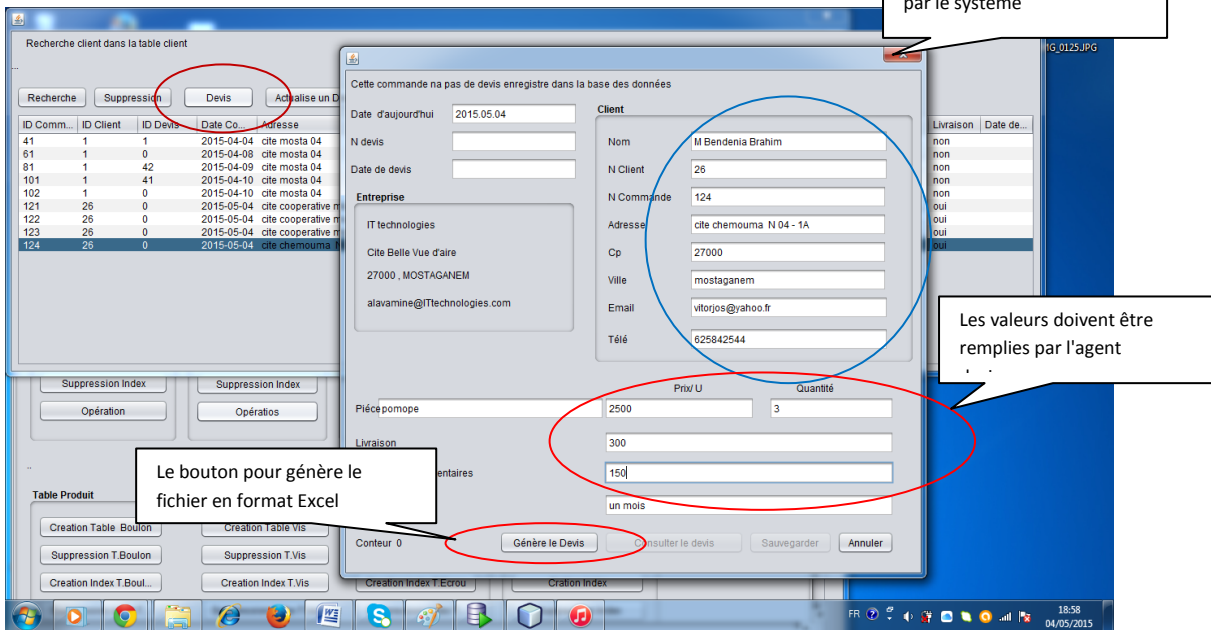 par le système
MG_0125.JPG
Recherche client dans la table client
...
Recherche Suppression Devis Actualise un D
ID Comm... ID Client ID Devis Date Co... Adresse Livraison Date de...
41 1 1 2015-04-04 cite mosta 04 non
61 1 0 2015-04-08 cite mosta 04 non
81 1 42 2015-04-09 cite mosta 04 non
101 1 41 2015-04-10 cite mosta 04 non
102 1 0 2015-04-10 cite mosta 04 non
121 26 0 2015-05-04 cite cooperative m oui
122 26 0 2015-05-04 cite cooperative m oui
123 26 0 2015-05-04 cite cooperative m oui
124 26 0 2015-05-04 cite chemouma N oui
Cette commande na pas de devis enregistre dans la base des données
Date d'aujourd'hui 2015.05.04
N devis
Date de devis
Entreprise
IT technologies
Cite Belle Vue d'aire
27000 , MOSTAGANEM
alavamine@ITtechnologies.com
Client
Nom M Bendenia Brahim
N Client 26
N Commande 124
Adresse cite chemouma N 04 - 1A
Cp 27000
Ville mostaganem
Email vitorjos@yahoo.fr
Télé 625842544
Les valeurs doivent être
remplies par l'agent
Prix/ U Quantité
Piéce pomope 2500 3
Livraison 300
entaires 150
un mois
Conteur 0 Génère le Devis Consulter le devis Sauvegarder Annuler
Le bouton pour génère le
fichier en format Excel
Suppression Index Suppression Index
Opération Opératios
..
Table Produit
Creation Table Boulon Creation Table Vis
Suppression T.Boulon Suppression T.Vis
Creation Index T.Boul... Creation Index T.Vis Creation Index T.Ecrou Cration Index
FR 18:58
04/05/2015